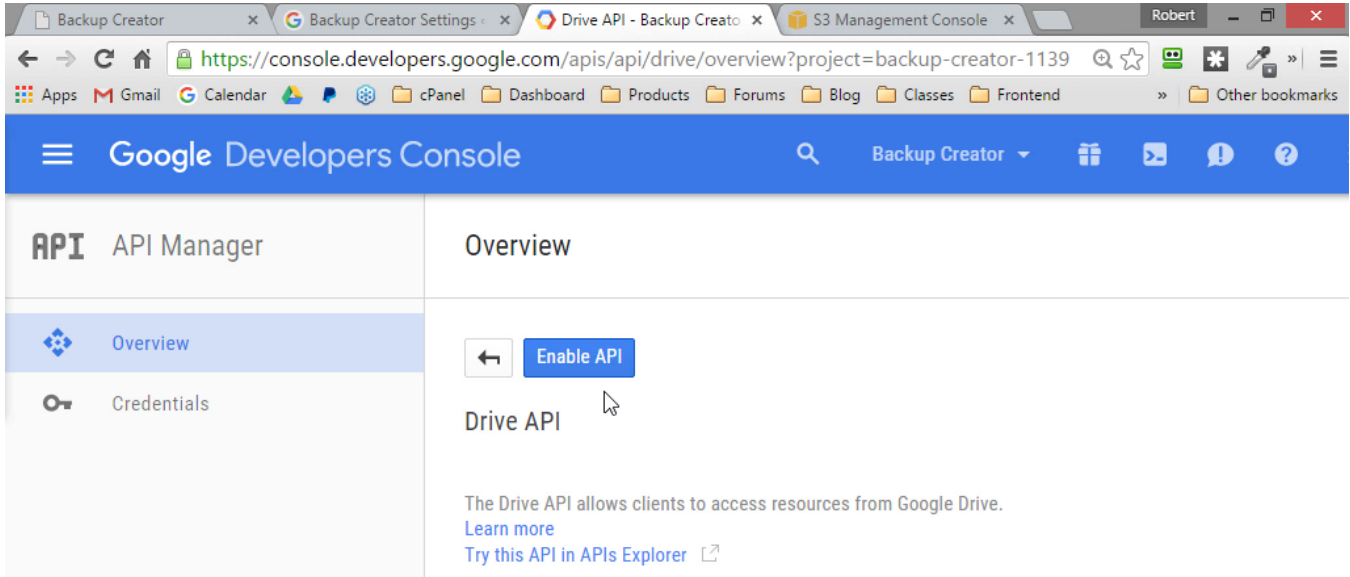 Backup Creator
Backup Creator Settings
Drive API - Backup Creato
S3 Management Console
Robert
https://console.developers.google.com/apis/api/drive/overview?project=backup-creator-1139
Apps Gmail Calendar cPanel Dashboard Products Forums Blog Classes Frontend » Other bookmarks
Google Developers Console Backup Creator
API API Manager Overview
Overview
Enable API
Credentials
Drive API
The Drive API allows clients to access resources from Google Drive.
Learn more
Try this API in APIs Explorer